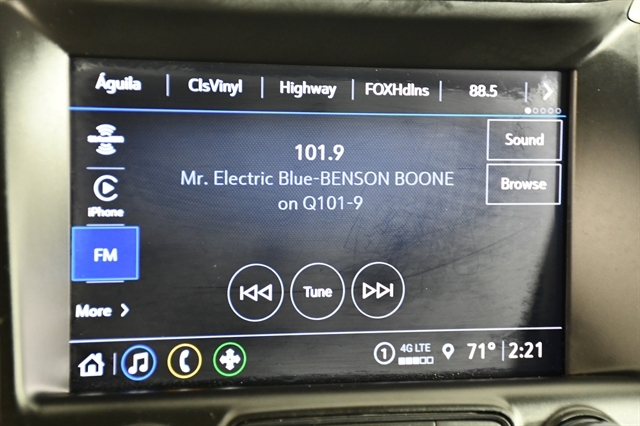 Águila ClsVinyl Highway FOXHdlns 88.5
101.9
Mr. Electric Blue-BENSON BOONE
on Q101-9
Sound
Browse
iPhone
FM
More
Tune
1 4G LTE 71° 2:21